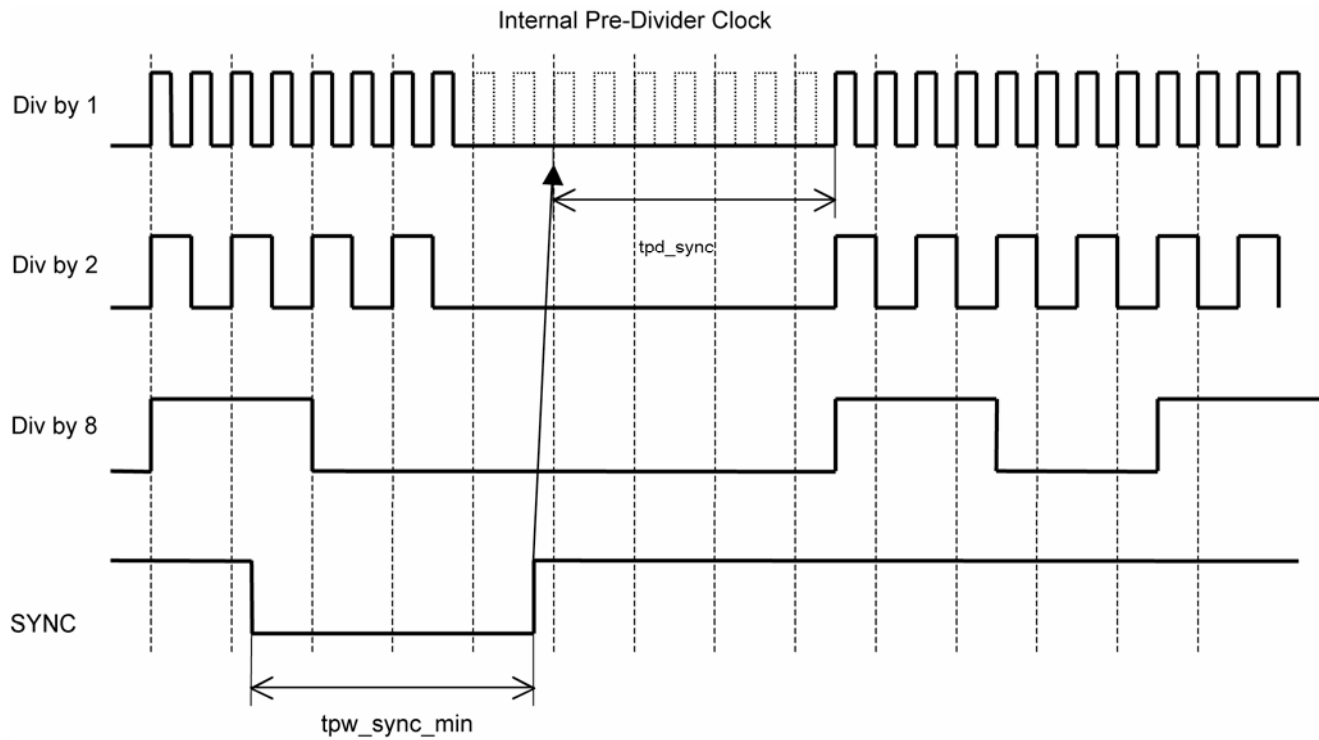 Internal Pre-Divider Clock
Div by 1
tpd_sync
Div by 2
Div by 8
SYNC
tpw_sync_min